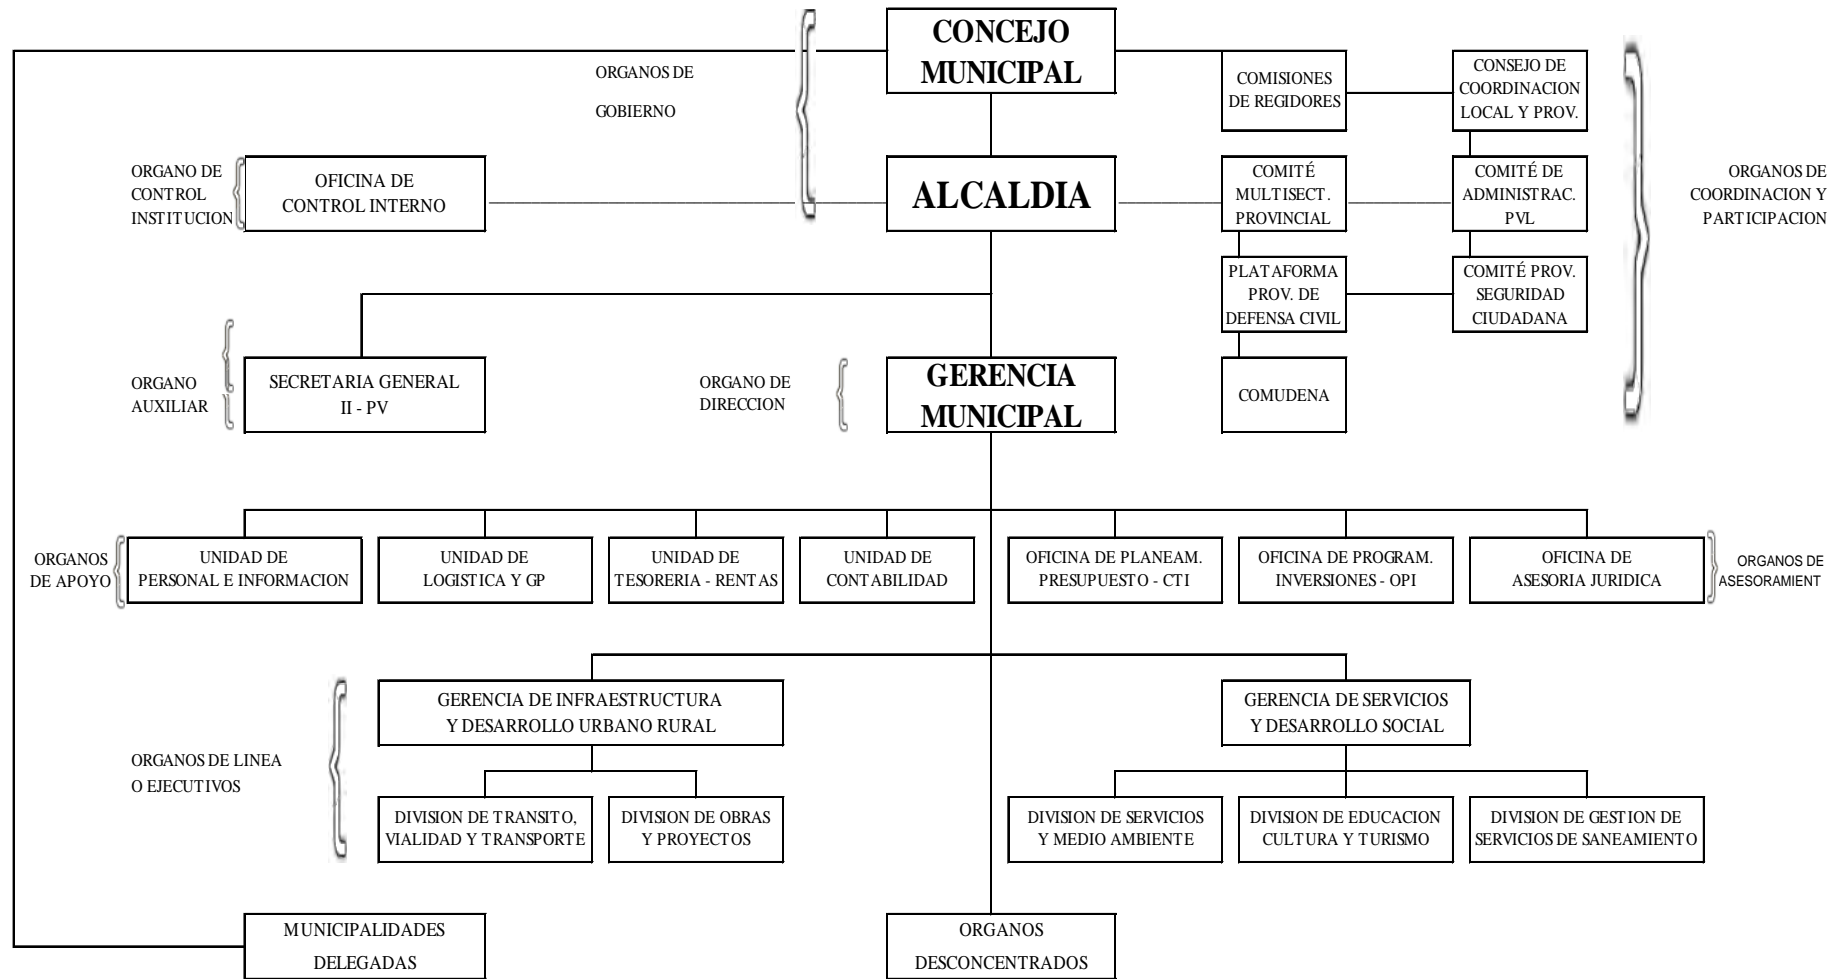 CONCEJO
MUNICIPAL
ORGANOS DE
GOBIERNO
COMISIONES
DE REGIDORES
CONSEJO DE
COORDINACION
LOCAL Y PROV.
ORGANO DE
CONTROL
INSTITUCION
OFICINA DE
CONTROL INTERNO
ALCALDIA
COMITÉ
MULTISECT.
PROVINCIAL
COMITÉ DE
ADMINISTRAC.
PVL
ORGANOS DE
COORDINACION Y
PARTICIPACION
PLATAFORMA
PROV. DE
DEFENSA CIVIL
COMITÉ PROV.
SEGURIDAD
CIUDADANA
ORGANO
AUXILIAR
SECRETARIA GENERAL
II - PV
ORGANO DE
DIRECCION
GERENCIA
MUNICIPAL
COMUDENA
ORGANOS
DE APOYO
UNIDAD DE
PERSONAL E INFORMACION
UNIDAD DE
LOGISTICA Y GP
UNIDAD DE
TESORERIA - RENTAS
UNIDAD DE
CONTABILIDAD
OFICINA DE PLANEAM.
PRESUPUESTO - CTI
OFICINA DE PROGRAM.
INVERSIONES - OPI
OFICINA DE
ASESORIA JURIDICA
ORGANOS DE
ASESORAMIENT
GERENCIA DE INFRAESTRUCTURA
Y DESARROLLO URBANO RURAL
GERENCIA DE SERVICIOS
Y DESARROLLO SOCIAL
ORGANOS DE LINEA
O EJECUTIVOS
DIVISION DE TRANSITO,
VIALIDAD Y TRANSPORTE
DIVISION DE OBRAS
Y PROYECTOS
DIVISION DE SERVICIOS
Y MEDIO AMBIENTE
DIVISION DE EDUCACION
CULTURA Y TURISMO
DIVISION DE GESTION DE
SERVICIOS DE SANEAMIENTO
MUNICIPALIDADES
DELEGADAS
ORGANOS
DESCONCENTRADOS